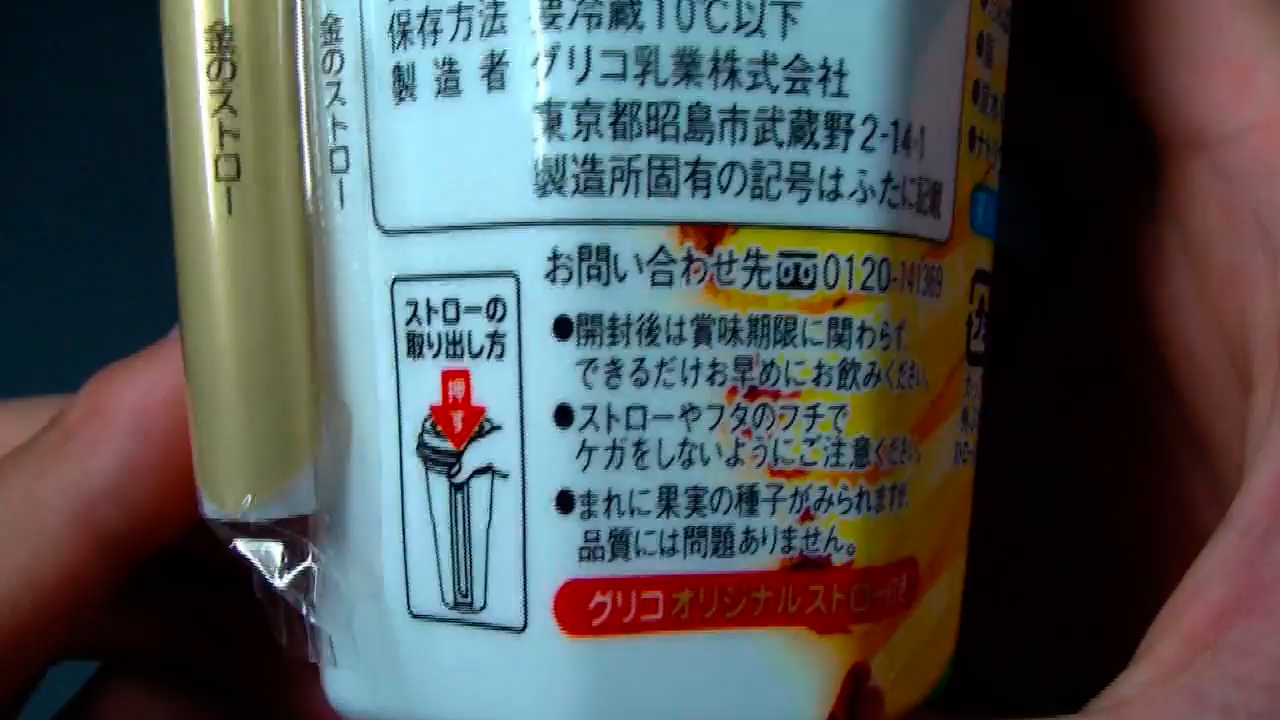 金のストロー
金のストロー
保存方法 要冷蔵10℃以下
製造者 グリコ乳業株式会社
東京都昭島市武蔵野2-14-1
製造所固有の記号はふたに記載
お問い合わせ先 0120-141369
ストローの
取り出し方
押す
●開封後は賞味期限に関わらず
できるだけお早めにお飲みください。
●ストローやフタのフチで
ケガをしないようにご注意ください。
●まれに果実の種子がみられますが
品質には問題ありません。
グリコオリジナルストロー付き